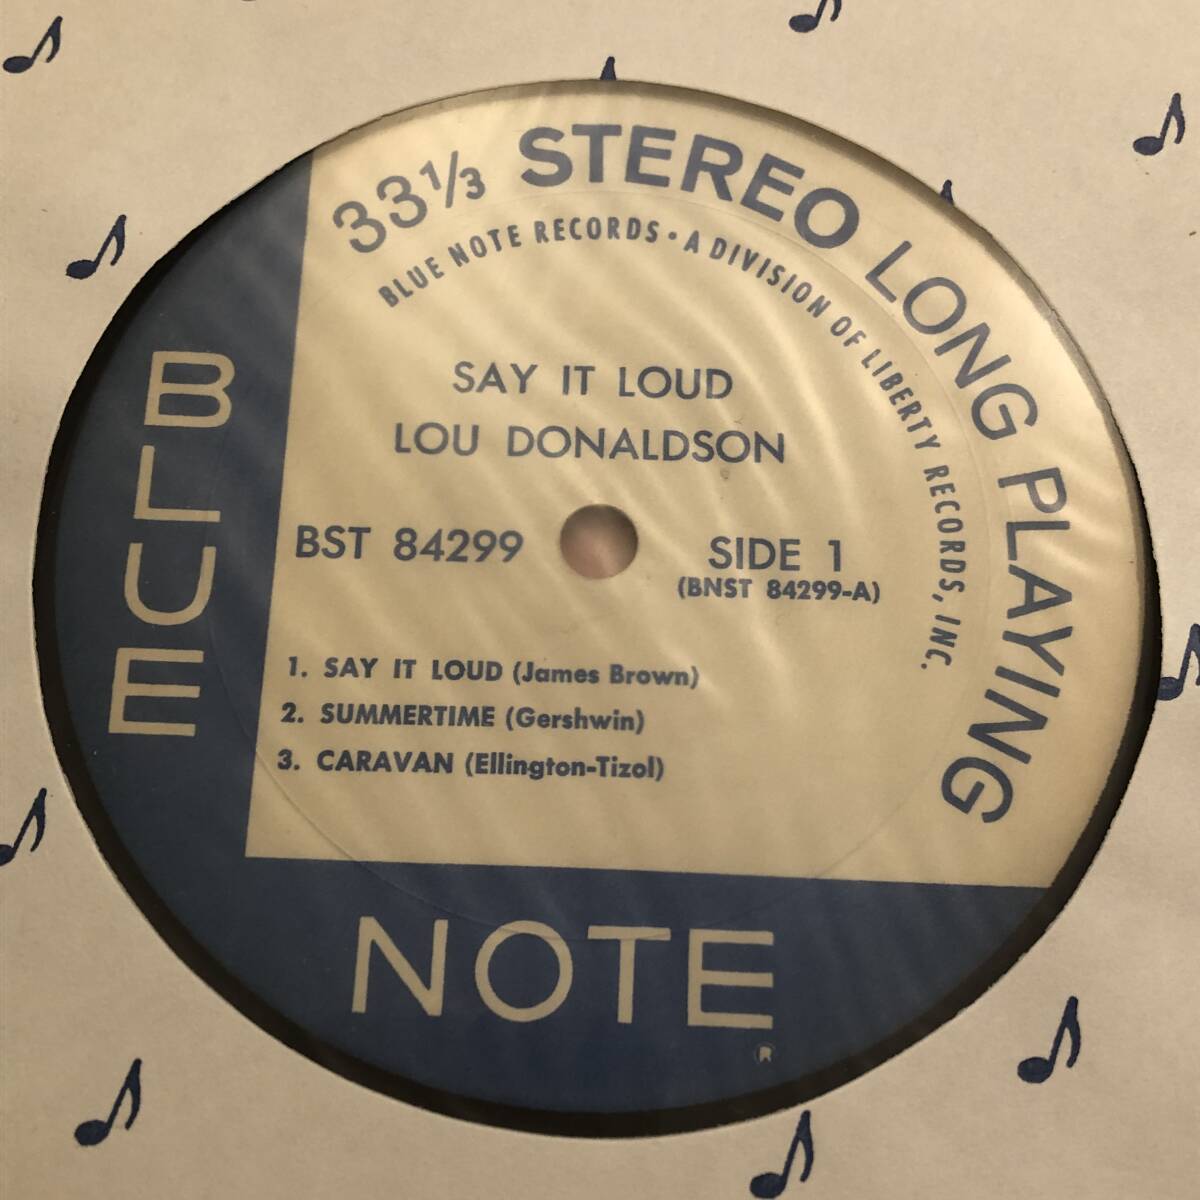 33 1/3 STEREO LONG PLAYING
BLUE NOTE RECORDS • A DIVISION OF LIBERTY RECORDS, INC.
SAY IT LOUD
LOU DONALDSON
BST 84299
SIDE 1
(BNST 84299-A)
1. SAY IT LOUD (James Brown)
2. SUMMERTIME (Gershwin)
3. CARAVAN (Ellington-Tizol)
BLUE
NOTE
®